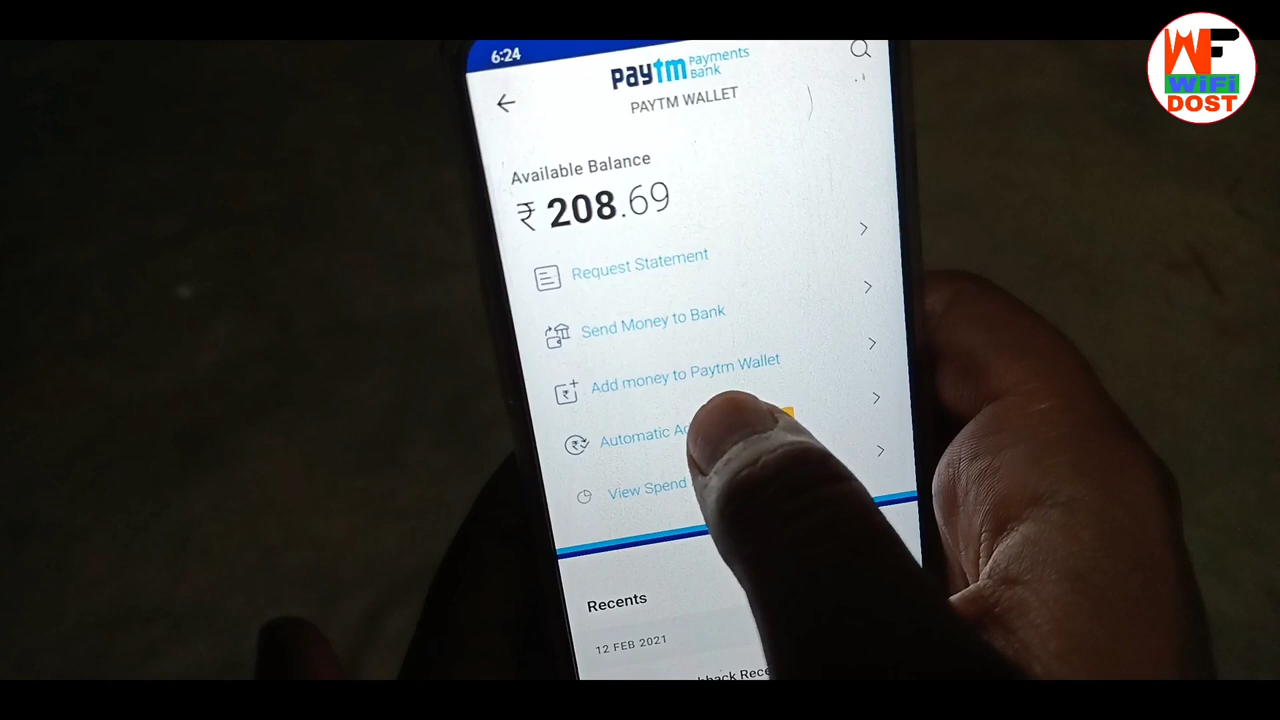 6:24
paytm Payments Bank
PAYTM WALLET
Available Balance
₹ 208.69
Request Statement
Send Money to Bank
Add money to Paytm Wallet
Automatic
View Spend
Recents
12 FEB 2021
WF
WiFi
DOST